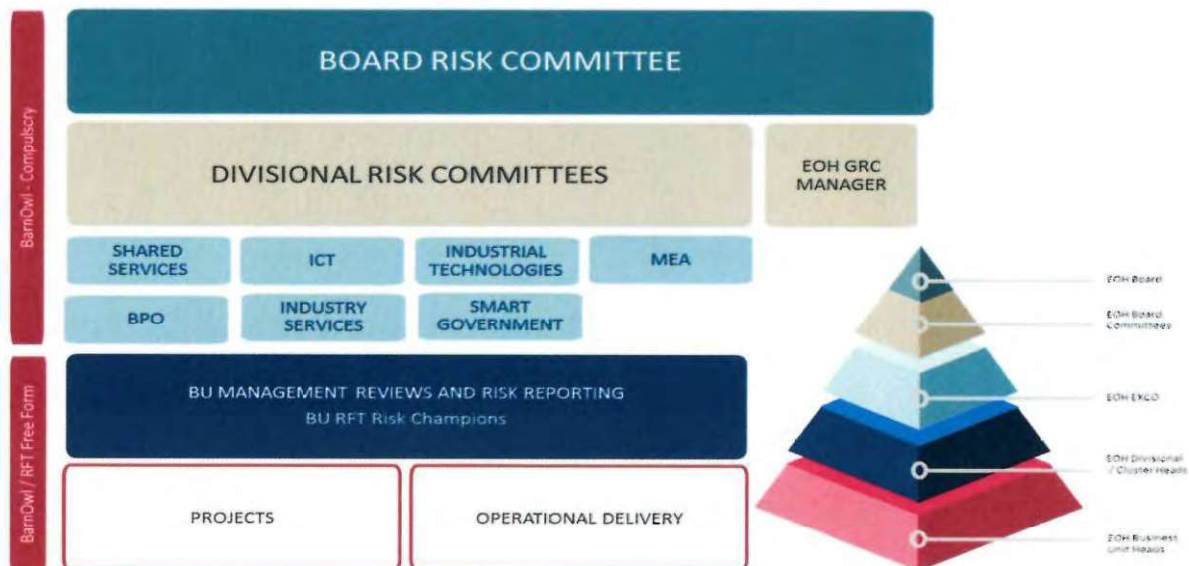 BarnOwl - Compulsory
BOARD RISK COMMITTEE
DIVISIONAL RISK COMMITTEES
EOH GRC
MANAGER
SHARED
SERVICES
ICT
INDUSTRIAL
TECHNOLOGIES
MEA
BPO
INDUSTRY
SERVICES
SMART
GOVERNMENT
BarnOwl / RFT Free Form
BU MANAGEMENT REVIEWS AND RISK REPORTING
BU RFT Risk Champions
PROJECTS
OPERATIONAL DELIVERY
EOH Board
EOH Board
Committees
EOH EXCO
EOH Divisional
/ Cluster Heads
EOH Business
Unit Heads